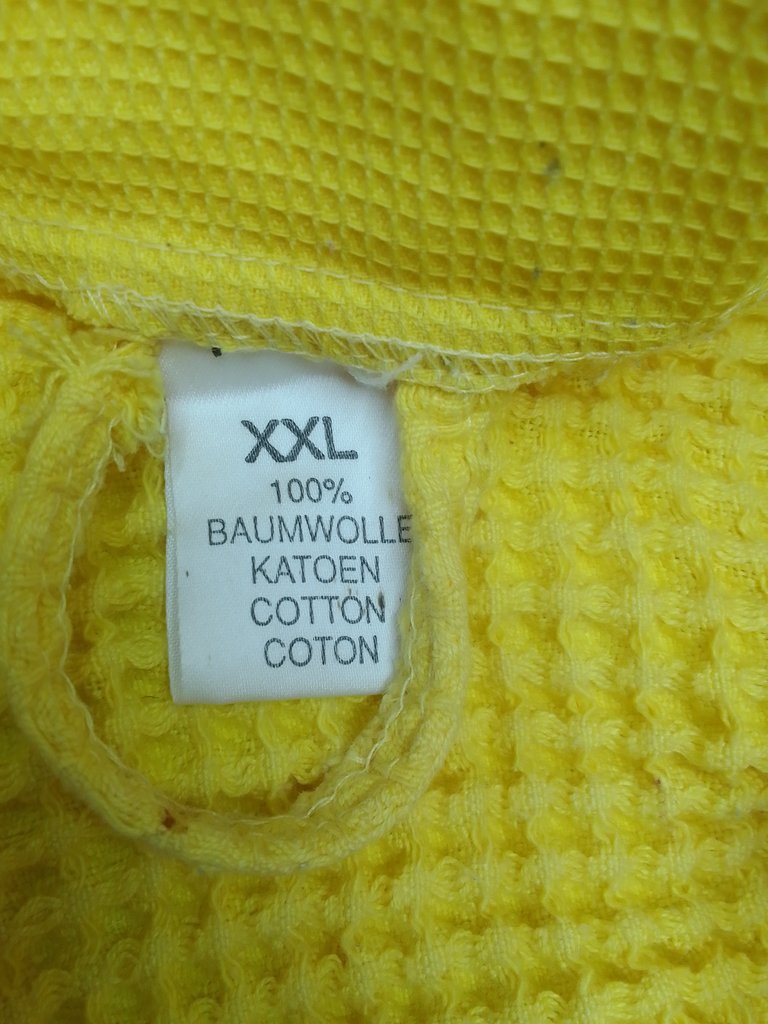 XXL
100%
BAUMWOLLE
KATOEN
COTTON
COTON